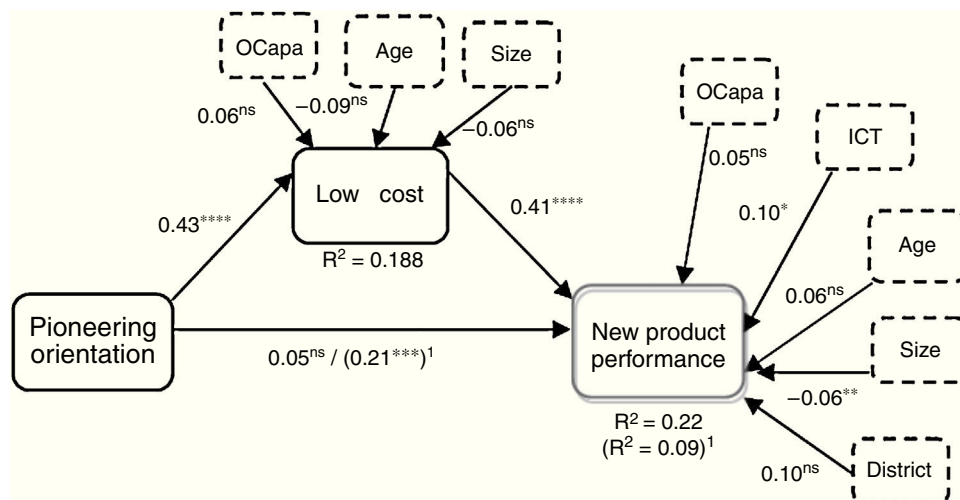 OCapa
Age
Size
0.06ns
−0.09ns
−0.06ns
OCapa
ICT
0.05ns
Low cost
0.43****
0.41****
0.10*
R2 = 0.188
Age
0.06ns
Pioneering
orientation
New product
performance
Size
0.05ns / (0.21***)1
−0.06**
R2 = 0.22
(R2 = 0.09)1
0.10ns
District